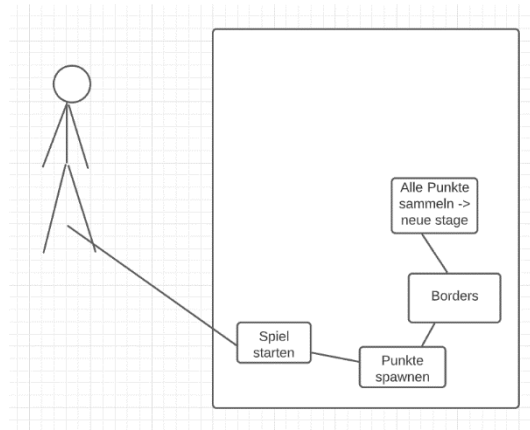 Alle Punkte
sammeln ->
neue stage
Borders
Spiel
starten
Punkte
spawnen